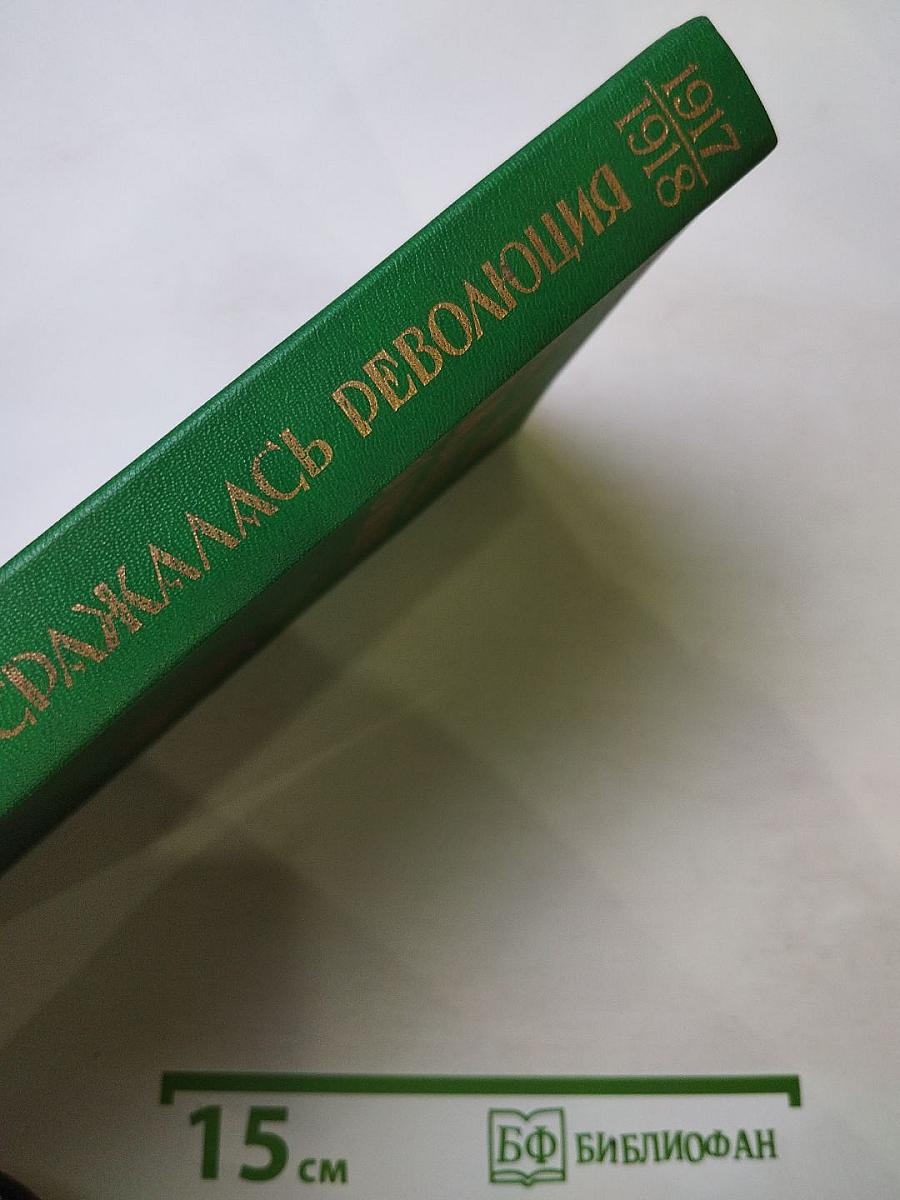 СРАЖАЛАСЬ РЕВОЛЮЦИЯ
1917
1918
15 см
БФ БИБЛИОФАН